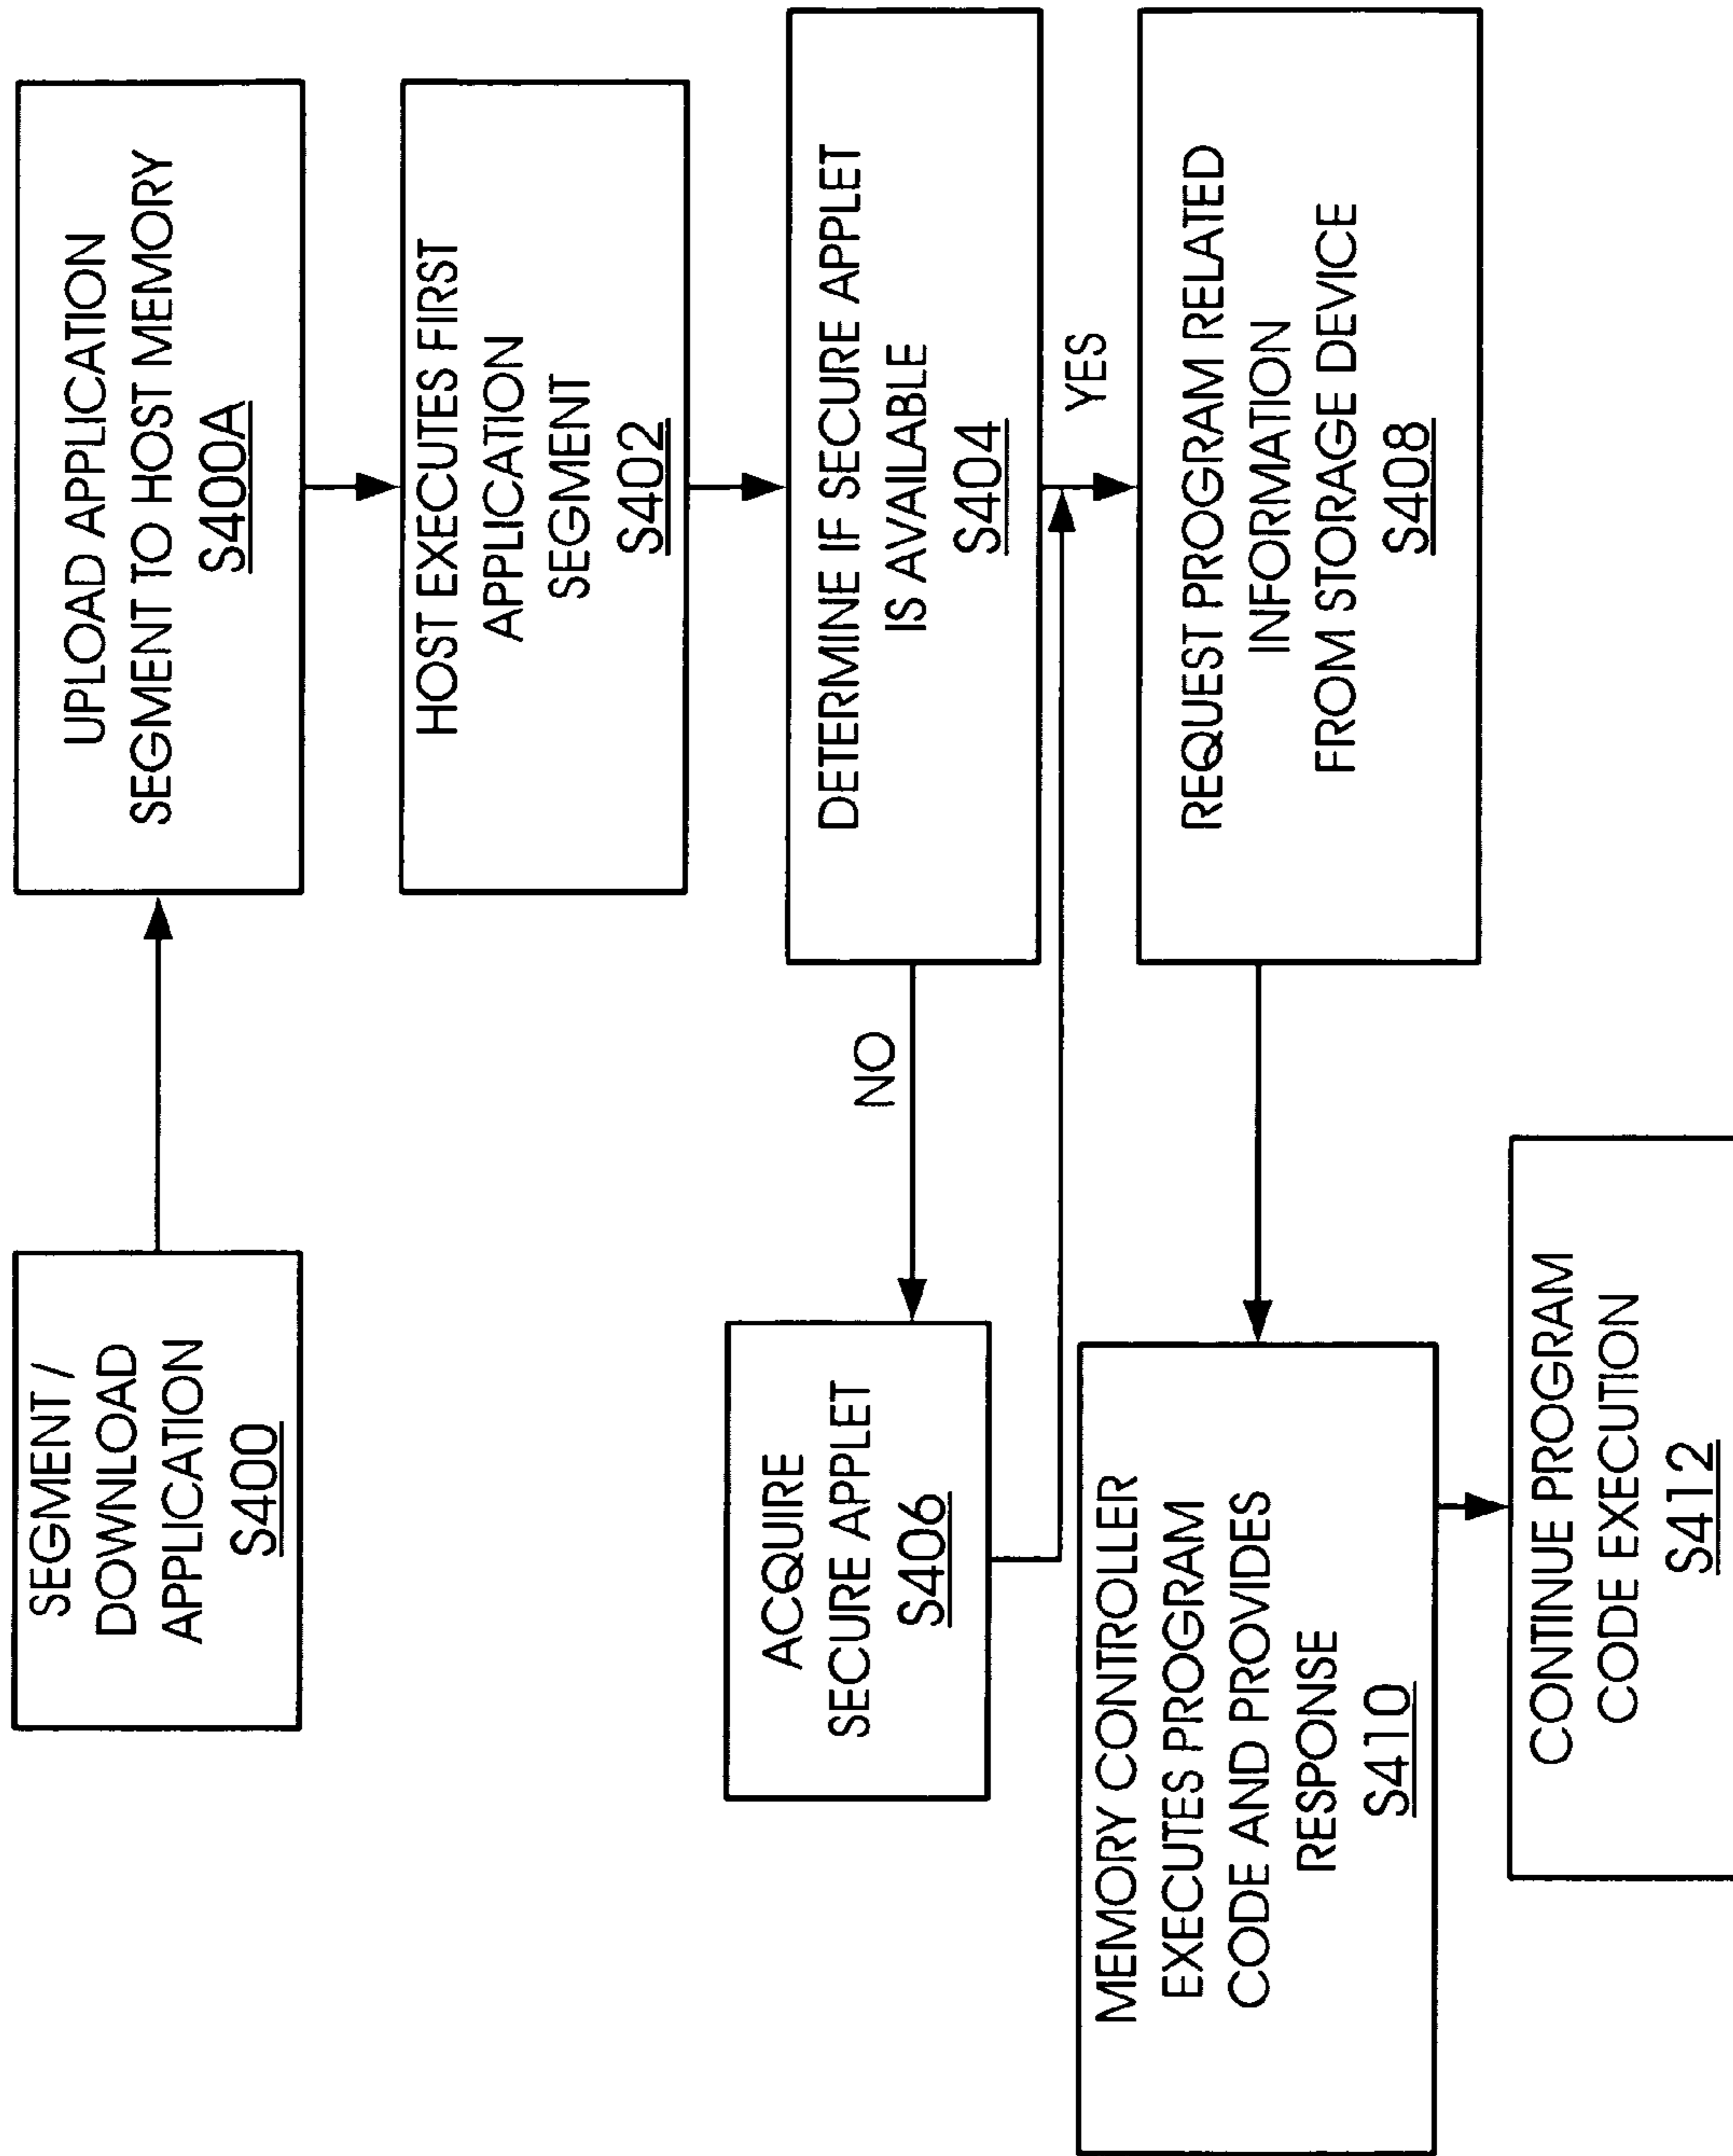 SEGMENT /
DOWNLOAD
APPLICATION
S400
UPLOAD APPLICATION
SEGMENT TO HOST MEMORY
S400A
HOST EXECUTES FIRST
APPLICATION
SEGMENT
S402
DETERMINE IF SECURE APPLET
IS AVAILABLE
S404
NO
YES
ACQUIRE
SECURE APPLET
S406
REQUEST PROGRAM RELATED
INFORMATION
FROM STORAGE DEVICE
S408
MEMORY CONTROLLER
EXECUTES PROGRAM
CODE AND PROVIDES
RESPONSE
S410
CONTINUE PROGRAM
CODE EXECUTION
S412